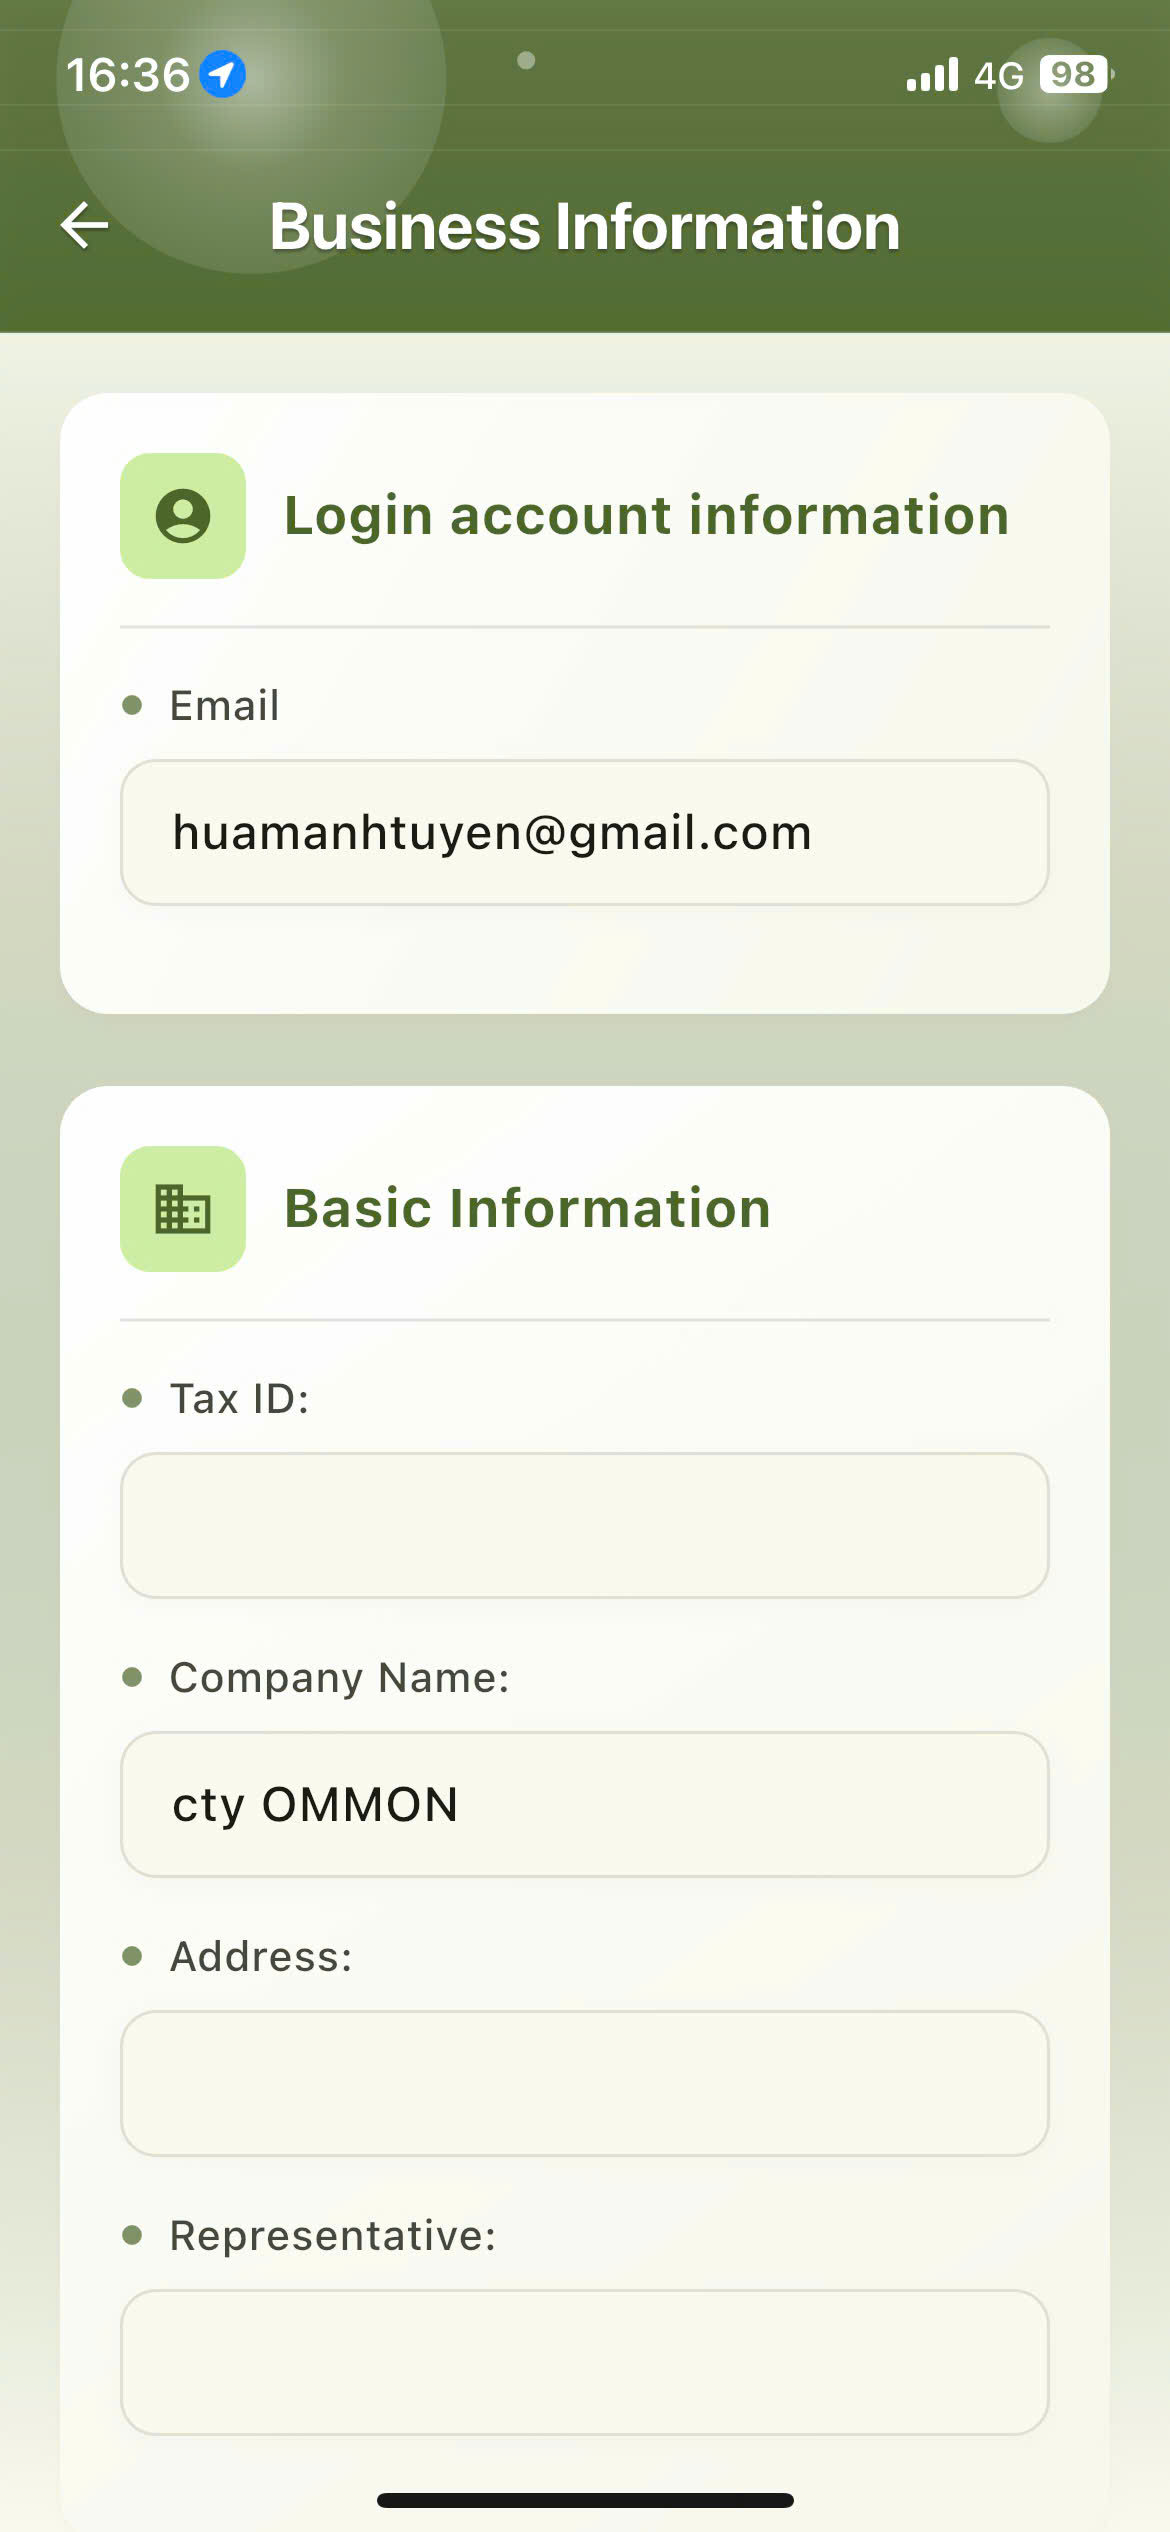 16:36
4G 98
Business Information
Login account information
Email
huamanhtuyen@gmail.com
Basic Information
Tax ID:
Company Name:
cty OMMON
Address:
Representative: